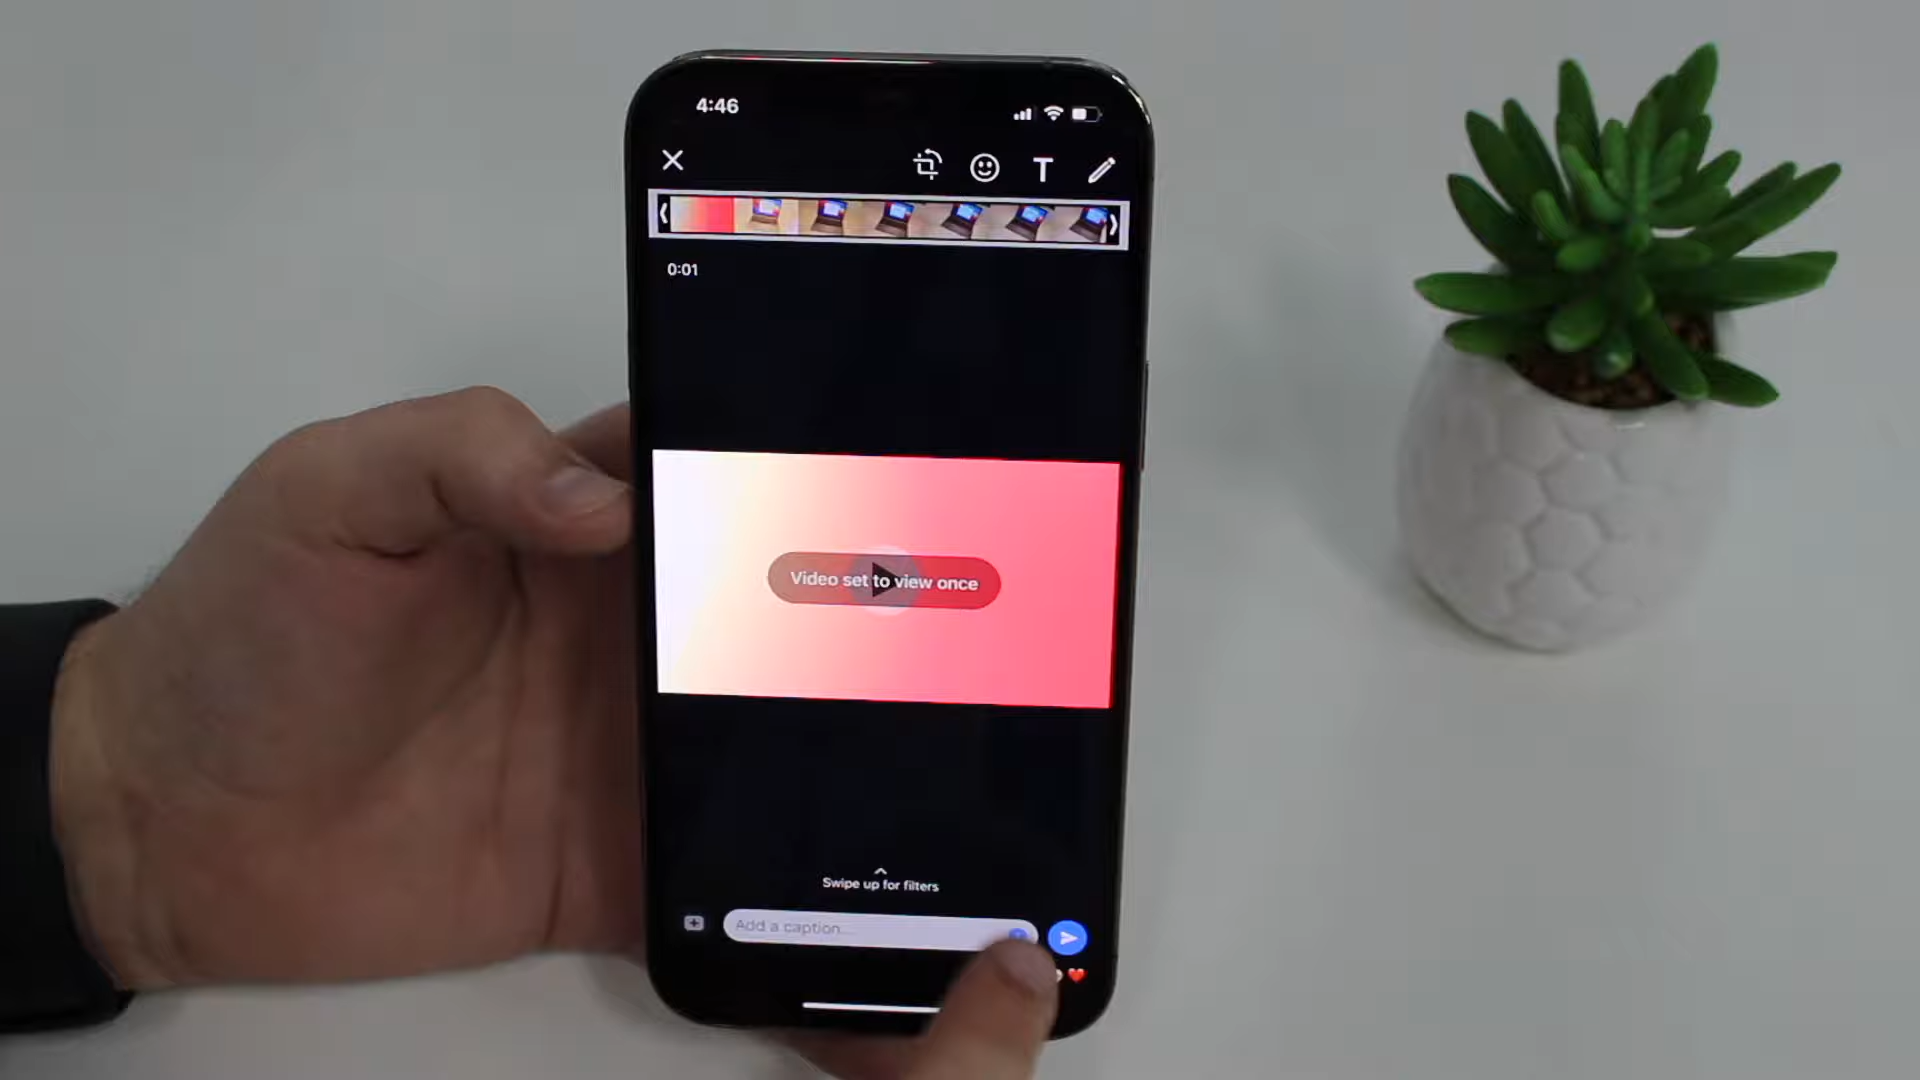 4:46
T
0:01
Video set to view once
Swipe up for filters
Add a caption...